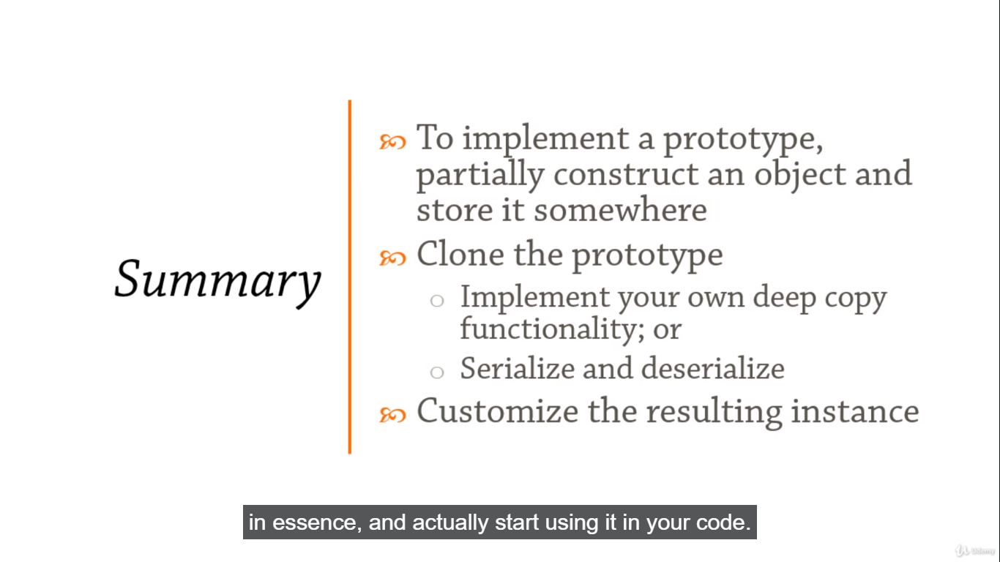 Summary
To implement a prototype,
partially construct an object and
store it somewhere
Clone the prototype
Implement your own deep copy
functionality; or
Serialize and deserialize
Customize the resulting instance
in essence, and actually start using it in your code.
Udemy